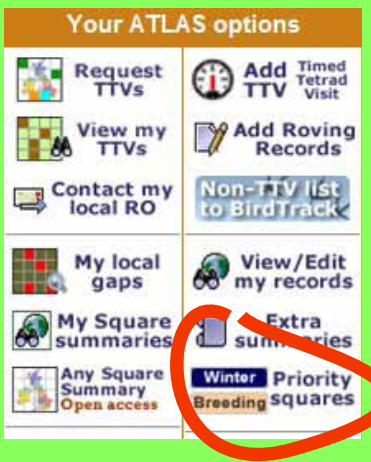 Your ATLAS options
Request
TTVs
Add Timed
TTV Tetrad
Visit
View my
TTVs
Add Roving
Records
Contact my
local RO
Non-TTV list
to BirdTrack
My local
gaps
View/Edit
my records
My Square
summaries
Extra
summaries
Any Square
Summary
Open access
Winter
Breeding
Priority
squares